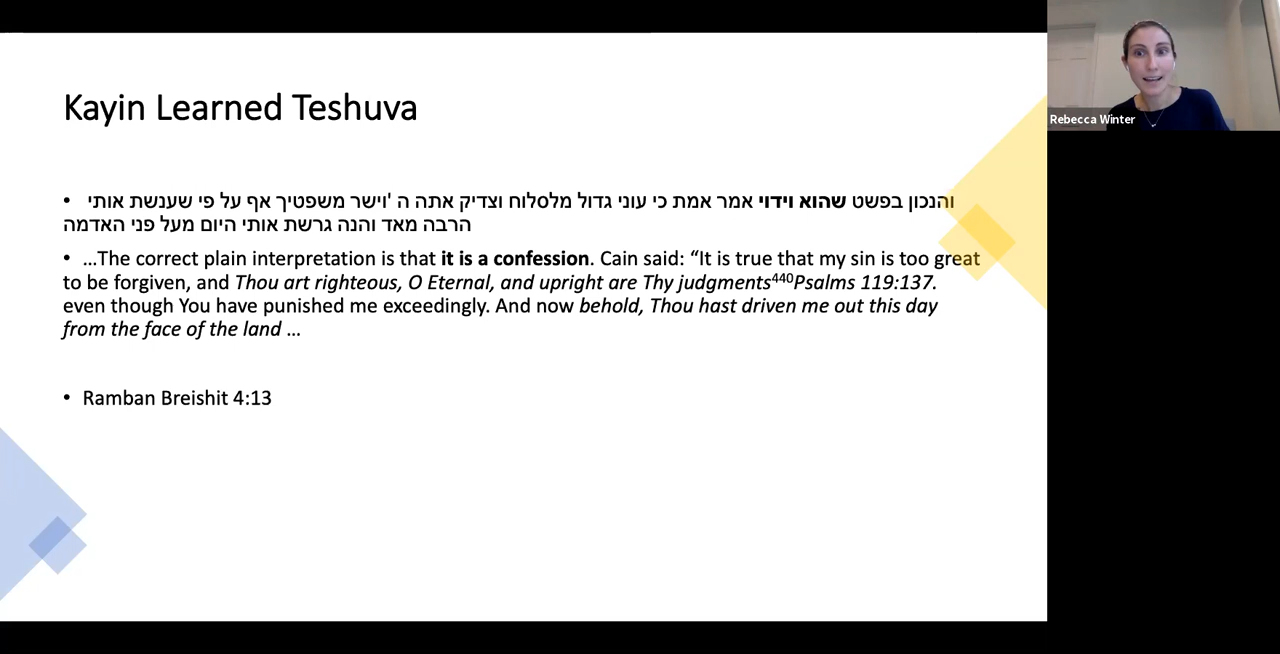 Kayin Learned Teshuva
• והנכון בפשט שהוא וידוי אמר אמת כי עוני גדול מלסלוח וצדיק אתה ה 'וישר משפטיך אף על פי שענשת אותי
הרבה מאד והנה גרשת אותי היום מעל פני האדמה
• …The correct plain interpretation is that it is a confession. Cain said: “It is true that my sin is too great
to be forgiven, and Thou art righteous, O Eternal, and upright are Thy judgments⁴⁴⁰Psalms 119:137.
even though You have punished me exceedingly. And now behold, Thou hast driven me out this day
from the face of the land …
• Ramban Breishit 4:13
Rebecca Winter